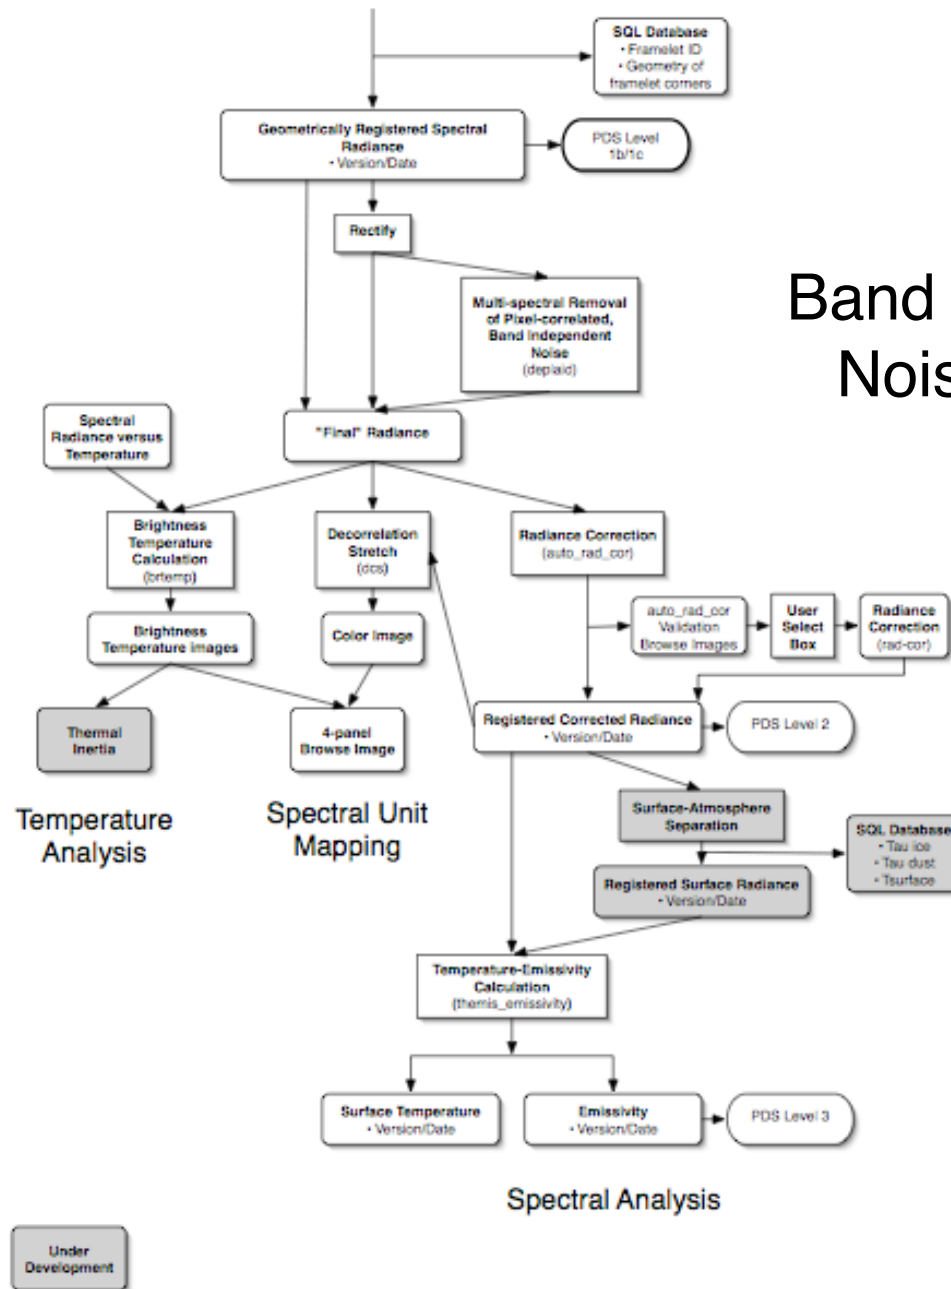 SQL Database
• Framelet ID
• Geometry of
framelet corners
Geometrically Registered Spectral
Radiance
• Version/Date
PDS Level
1b/1c
Rectify
Multi-spectral Removal
of Pixel-correlated,
Band Independent
Noise
(deplaid)
Band
Nois
Spectral
Radiance versus
Temperature
"Final" Radiance
Brightness
Temperature
Calculation
(brtemp)
Decorrelation
Stretch
(dcs)
Radiance Correction
(auto_rad_cor)
auto_rad_cor
Validation
Browse Images
User
Select
Box
Radiance
Correction
(rad-cor)
Brightness
Temperature images
Color Image
Thermal
Inertia
4-panel
Browse Image
Registered Corrected Radiance
• Version/Date
PDS Level 2
Temperature
Analysis
Spectral Unit
Mapping
Surface-Atmosphere
Separation
SQL Database
• Tau ice
• Tau dust
• Tsurface
Registered Surface Radiance
• Version/Date
Temperature-Emissivity
Calculation
(themis_emissivity)
Surface Temperature
• Version/Date
Emissivity
• Version/Date
PDS Level 3
Spectral Analysis
Under
Development